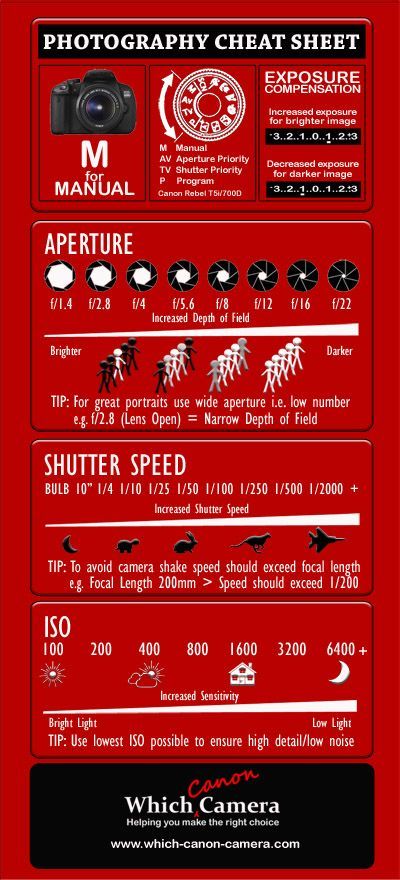 PHOTOGRAPHY CHEAT SHEET
M
for
MANUAL
M Manual
AV Aperture Priority
TV Shutter Priority
P Program
Canon Rebel T5i/700D
EXPOSURE
COMPENSATION
Increased exposure
for brighter image
-3..2..1..0..1..2..+3
Decreased exposure
for darker image
-3..2..1..0..1..2..+3
APERTURE
f/1.4 f/2.8 f/4 f/5.6 f/8 f/12 f/16 f/22
Increased Depth of Field
Brighter Darker
TIP: For great portraits use wide aperture i.e. low number
e.g. f/2.8 (Lens Open) = Narrow Depth of Field
SHUTTER SPEED
BULB 10” 1/4 1/10 1/25 1/50 1/100 1/250 1/500 1/2000 +
Increased Shutter Speed
TIP: To avoid camera shake speed should exceed focal length
e.g. Focal Length 200mm > Speed should exceed 1/200
ISO
100 200 400 800 1600 3200 6400+
Increased Sensitivity
Bright Light Low Light
TIP: Use lowest ISO possible to ensure high detail/low noise
Canon
Which Camera
Helping you make the right choice
www.which-canon-camera.com